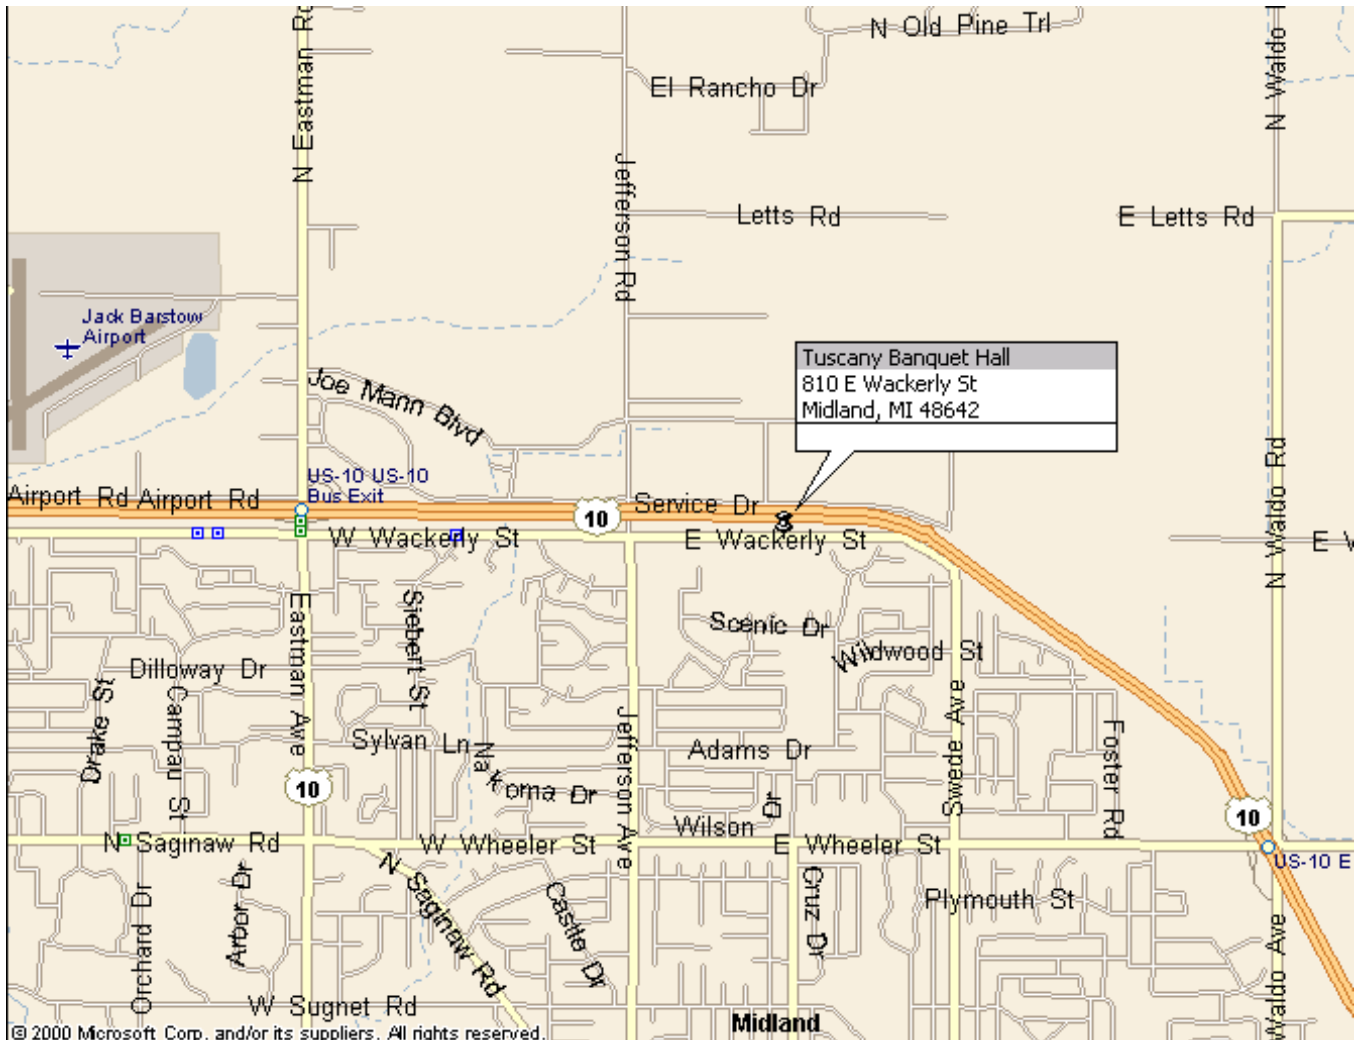 N Old Pine Trl
N Eastman Rd
El Rancho Dr
N Waldo
Jefferson Rd
Letts Rd
E Letts Rd
Jack Barstow
Airport
Tuscany Banquet Hall
810 E Wackerly St
Midland, MI 48642
Joe Mann Blvd
N Waldo Rd
US-10 US-10
Bus Exit
Airport Rd
Airport Rd
Service Dr
10
W Wackerly St
E Wackerly St
E W
Siebert St
Eastman Ave
Scenic Dr
Wildwood St
Dilloway Dr
Drake St
Campau St
Sylvan Ln
Nakoma Dr
Jefferson Ave
Adams Dr
Swede Ave
Foster Rd
10
Wilson Dr
10
N Saginaw Rd
W Wheeler St
E Wheeler St
US-10 E
N Saginaw Rd
Orchard Dr
Arbor Dr
Castle Dr
Cruz Dr
Plymouth St
Waldo Ave
W Sugnet Rd
Midland
© 2000 Microsoft Corp. and/or its suppliers. All rights reserved.